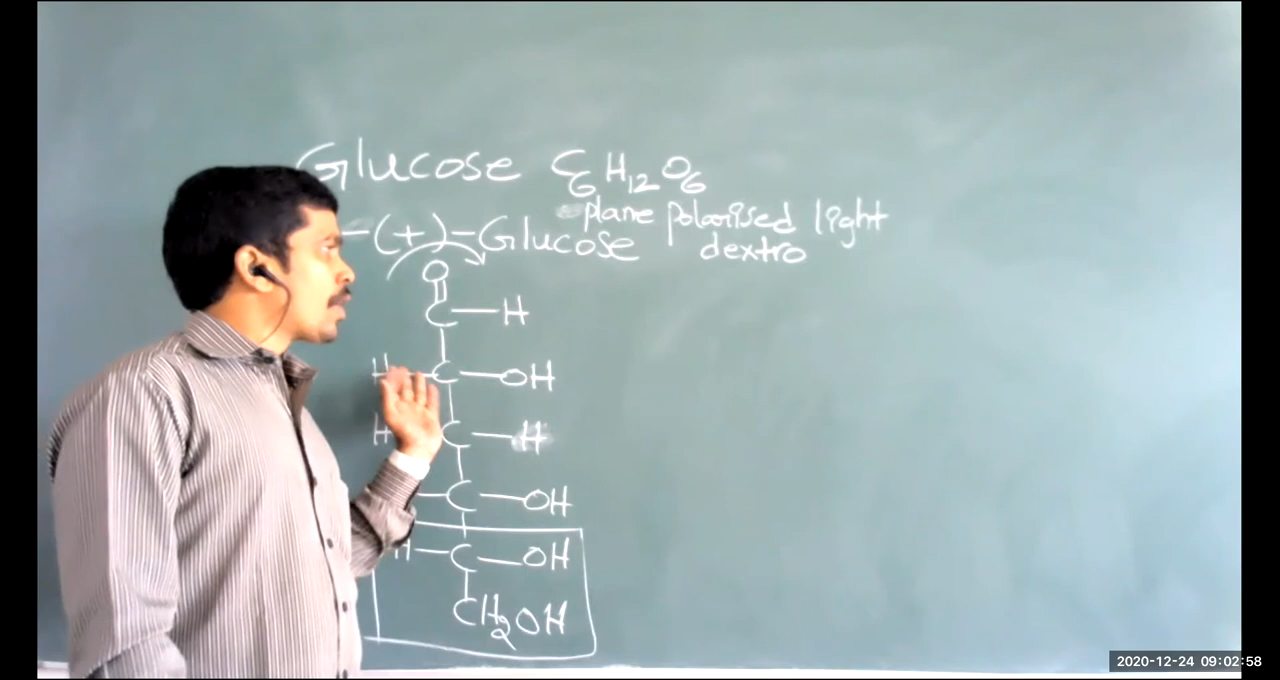 Glucose C6H12O6
plane polarised light
-(+)-Glucose dextro
O
C-H
H C-OH
H C-H
C-OH
H-C-OH
CH2OH
2020-12-24 09:02:58